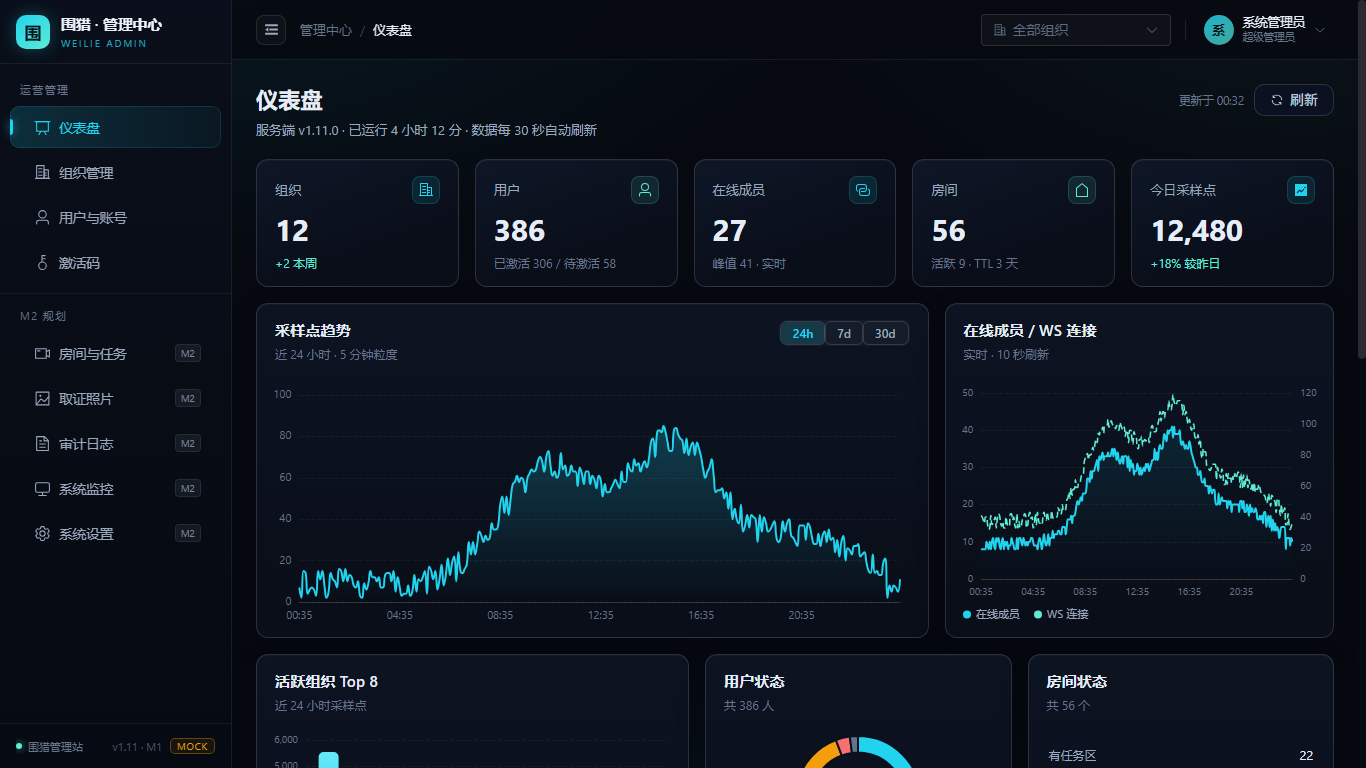 围
围猎 · 管理中心
WEILIE ADMIN
运营管理
仪表盘
组织管理
用户与账号
激活码
M2 规划
房间与任务 M2
取证照片 M2
审计日志 M2
系统监控 M2
系统设置 M2
围猎管理站 v1.11 · M1 MOCK
管理中心 / 仪表盘
全部组织
系
系统管理员
超级管理员
仪表盘
更新于 00:32
刷新
服务端 v1.11.0 · 已运行 4 小时 12 分 · 数据每 30 秒自动刷新
组织
12
+2 本周
用户
386
已激活 306 / 待激活 58
在线成员
27
峰值 41 · 实时
房间
56
活跃 9 · TTL 3 天
今日采样点
12,480
+18% 较昨日
采样点趋势
近 24 小时 · 5 分钟粒度
24h 7d 30d
100
80
60
40
20
0
00:35 04:35 08:35 12:35 16:35 20:35
在线成员 / WS 连接
实时 · 10 秒刷新
50 120
40 100
30 80
20 60
10 40
0 20
0
00:35 04:35 08:35 12:35 16:35 20:35
在线成员 WS 连接
活跃组织 Top 8
近 24 小时采样点
6,000
5,000
用户状态
共 386 人
房间状态
共 56 个
有任务区 22